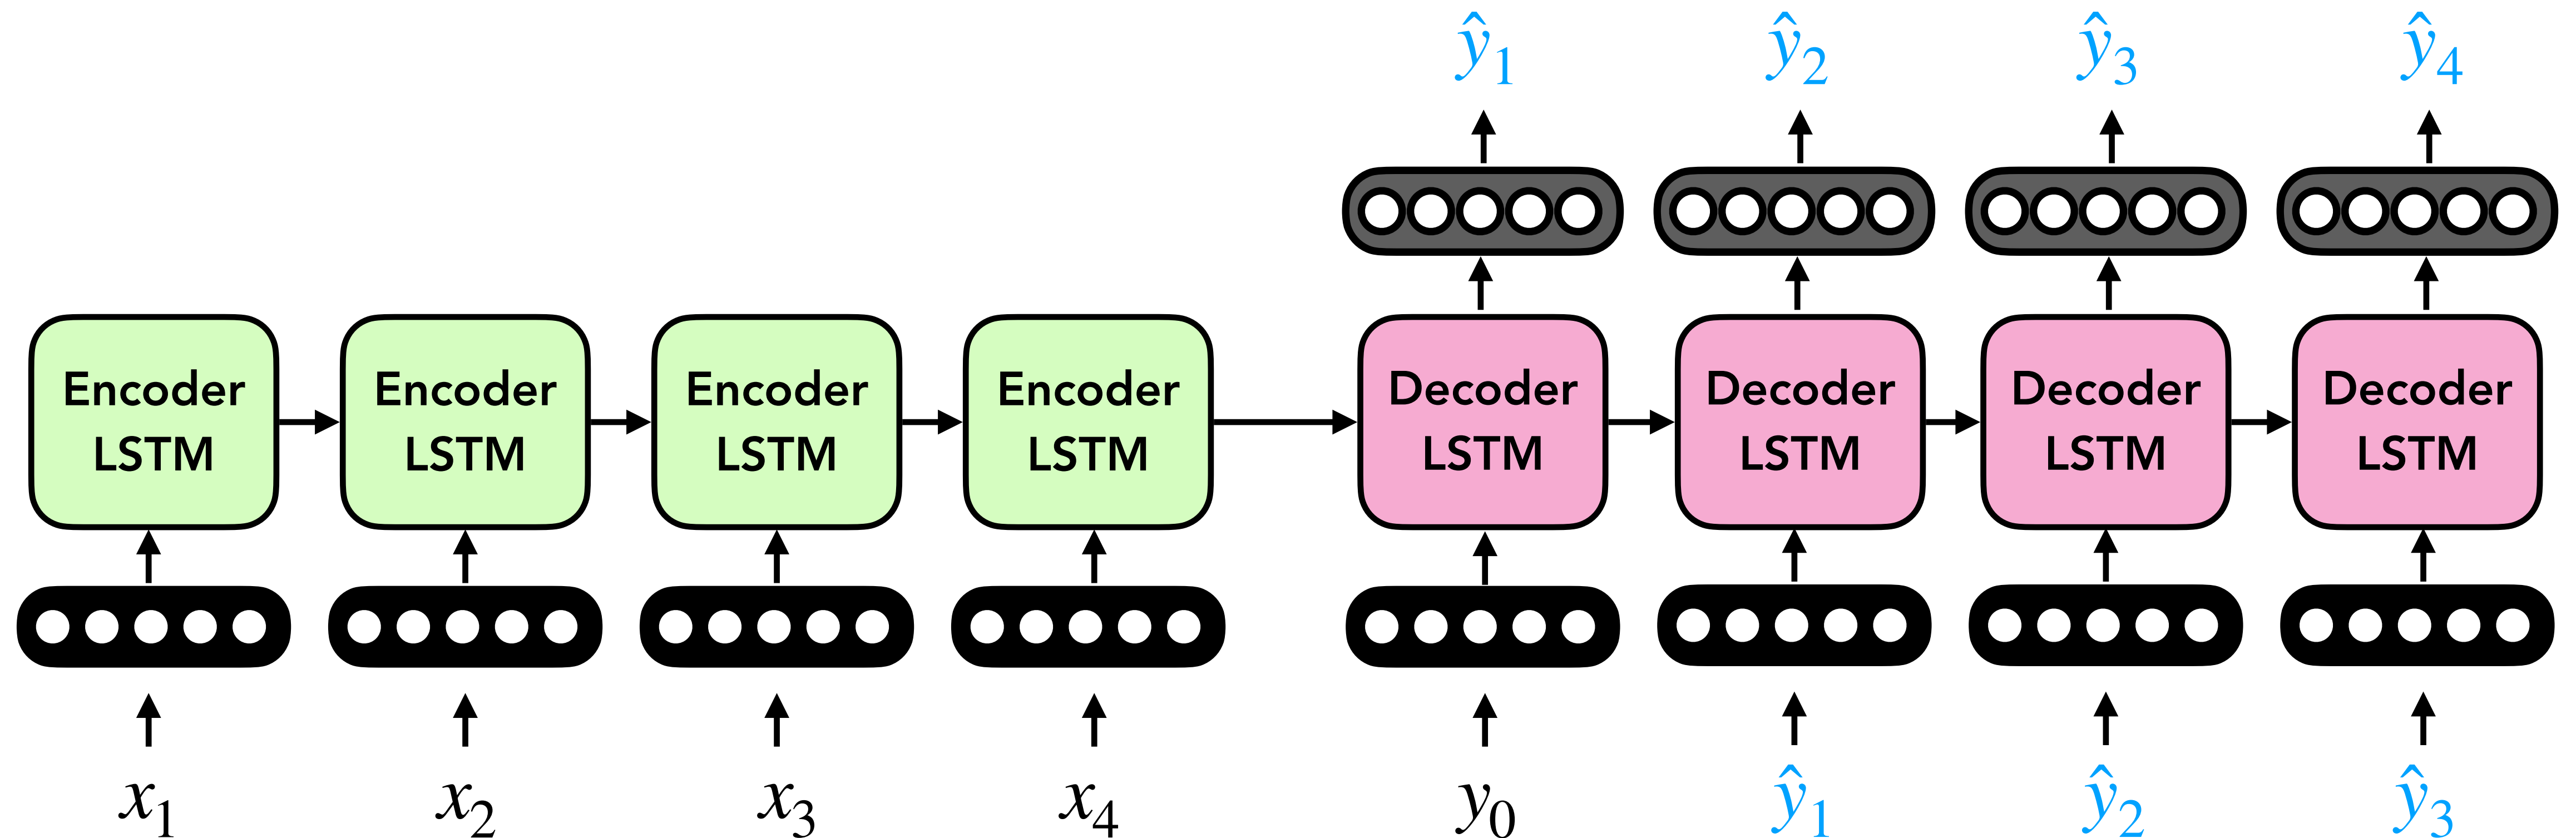 ŷ₁ ŷ₂ ŷ₃ ŷ₄
Encoder Encoder Encoder Encoder Decoder Decoder Decoder Decoder
LSTM LSTM LSTM LSTM LSTM LSTM LSTM LSTM
x₁ x₂ x₃ x₄ y₀ ŷ₁ ŷ₂ ŷ₃